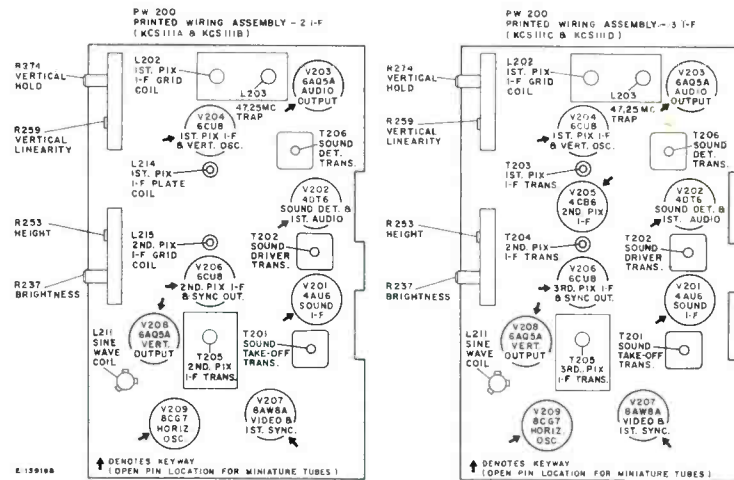 PW 200
PRINTED WIRING ASSEMBLY - 2 I-F
(KCS111A & KCS111B)
R274
VERTICAL
HOLD
R259
VERTICAL
LINEARITY
L202
1ST. PIX
I-F GRID
COIL
L203
47.25MC
TRAP
V203
6AQ5A
AUDIO
OUTPUT
V204
6CU8
1ST. PIX I-F
& VERT. OSC.
T206
SOUND
DET.
TRANS.
L214
1ST. PIX
I-F PLATE
COIL
V202
4DT6
SOUND DET. &
1ST. AUDIO
R253
HEIGHT
L215
2ND. PIX
I-F GRID
COIL
T202
SOUND
DRIVER
TRANS.
R237
BRIGHTNESS
V206
6CU8
2ND. PIX I-F
& SYNC OUT.
V201
4AU6
SOUND
I-F
L211
SINE
WAVE
COIL
V208
6AQ5A
VERT.
OUTPUT
T205
2ND. PIX
I-F TRANS.
T201
SOUND
TAKE-OFF
TRANS.
V209
8CG7
HORIZ.
OSC.
V207
8AW8A
VIDEO &
1ST. SYNC.
DENOTES KEYWAY
(OPEN PIN LOCATION FOR MINIATURE TUBES)
PW 200
PRINTED WIRING ASSEMBLY - 3 I-F
(KCS111C & KCS111D)
R274
VERTICAL
HOLD
R259
VERTICAL
LINEARITY
L202
1ST. PIX
I-F GRID
COIL
L203
47.25MC
TRAP
V203
6AQ5A
AUDIO
OUTPUT
V204
6CU8
1ST. PIX I-F
& VERT. OSC.
T206
SOUND
DET.
TRANS.
T203
1ST. PIX
I-F TRANS
V205
4CB6
2ND. PIX
I-F
V202
4DT6
SOUND DET. &
1ST. AUDIO
R253
HEIGHT
T204
2ND. PIX
I-F TRANS.
T202
SOUND
DRIVER
TRANS.
R237
BRIGHTNESS
V206
6CU8
3RD. PIX I-F
& SYNC OUT.
V201
4AU6
SOUND
I-F
L211
SINE
WAVE
COIL
V208
6AQ5A
VERT.
OUTPUT
T205
3RD. PIX
I-F TRANS.
T201
SOUND
TAKE-OFF
TRANS.
V209
8CG7
HORIZ.
OSC.
V207
8AW8A
VIDEO &
1ST. SYNC.
DENOTES KEYWAY
(OPEN PIN LOCATION FOR MINIATURE TUBES)